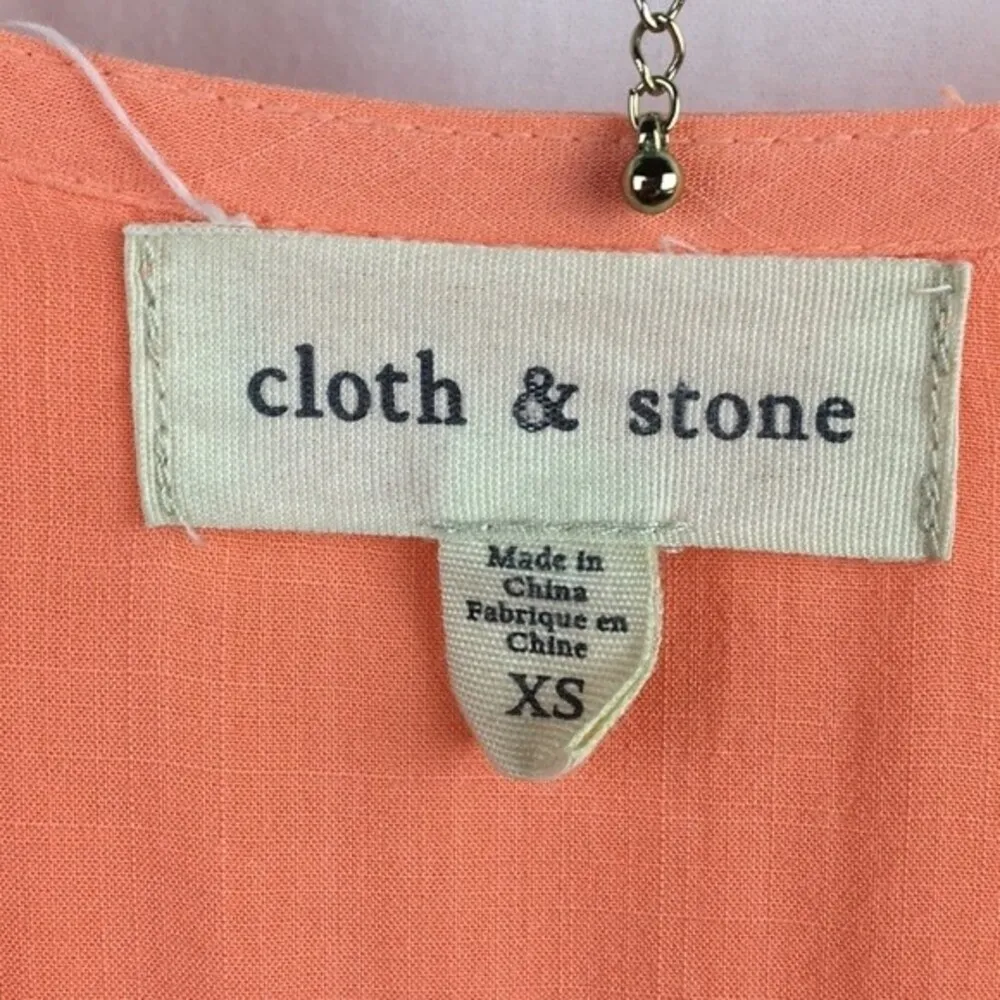 cloth & stone
Made in
China
Fabrique en
Chine
XS